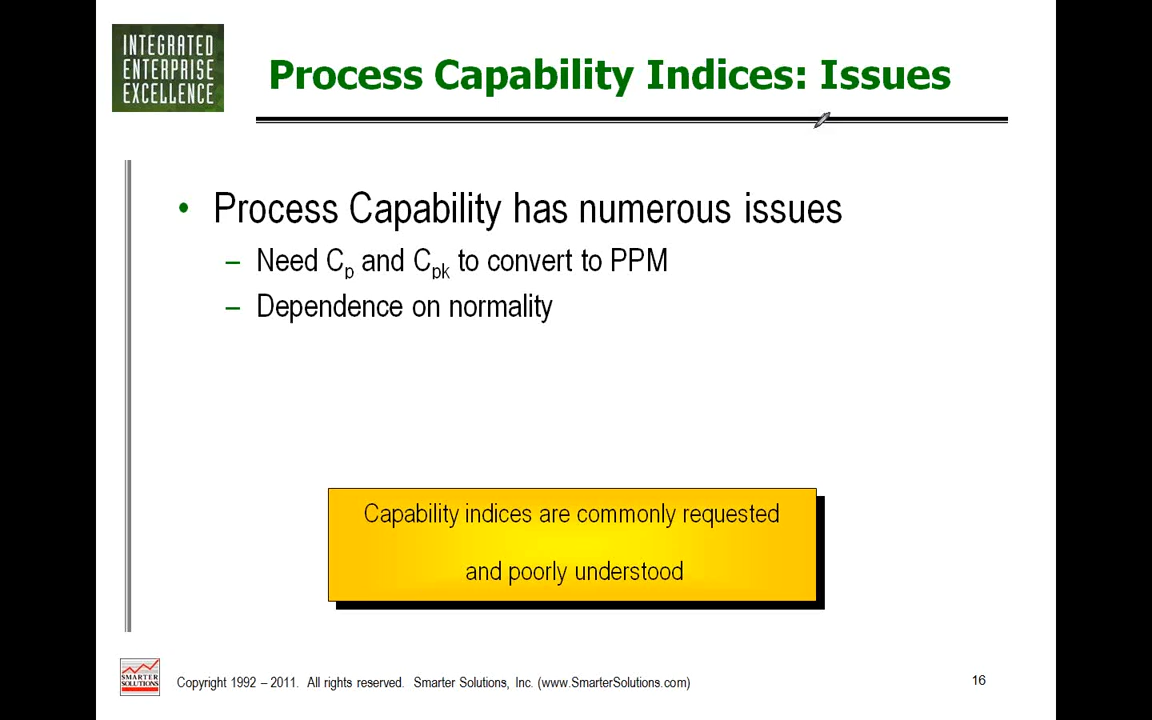 INTEGRATED
ENTERPRISE
EXCELLENCE
Process Capability Indices: Issues
• Process Capability has numerous issues
– Need Cp and Cpk to convert to PPM
– Dependence on normality
Capability indices are commonly requested
and poorly understood
SMARTER
SOLUTIONS
Copyright 1992 – 2011. All rights reserved. Smarter Solutions, Inc. (www.SmarterSolutions.com)
16